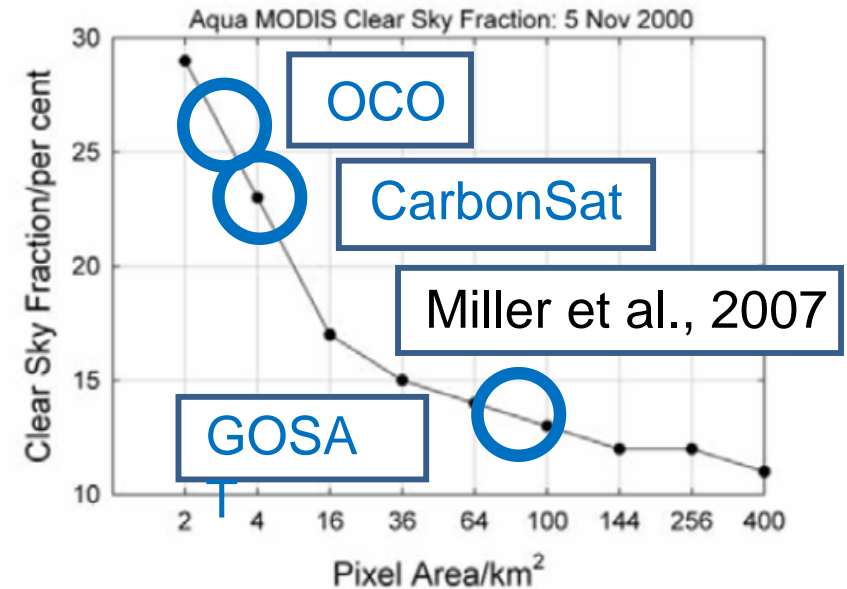 Aqua MODIS Clear Sky Fraction: 5 Nov 2000
Clear Sky Fraction/per cent
30
25
20
15
10
OCO
CarbonSat
Miller et al., 2007
GOSA
T
2 4 16 36 64 100 144 256 400
Pixel Area/km²